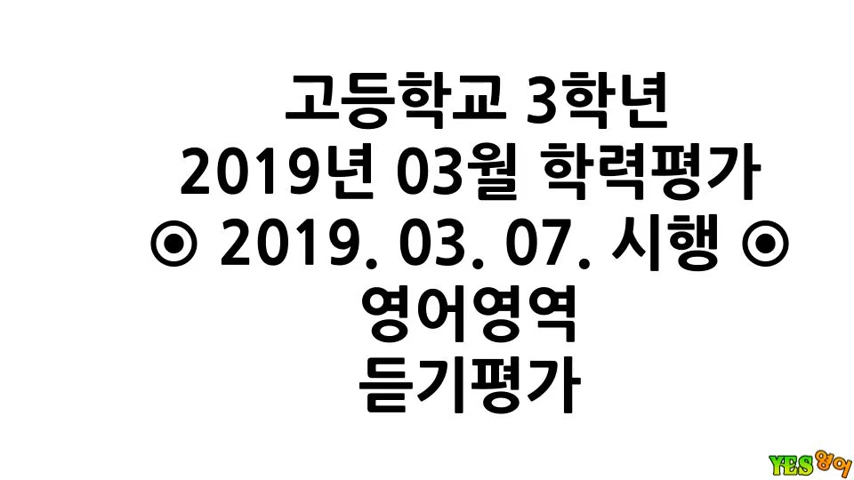 고등학교 3학년
2019년 03월 학력평가
◉ 2019. 03. 07. 시행 ◉
영어영역
듣기평가
YES영어